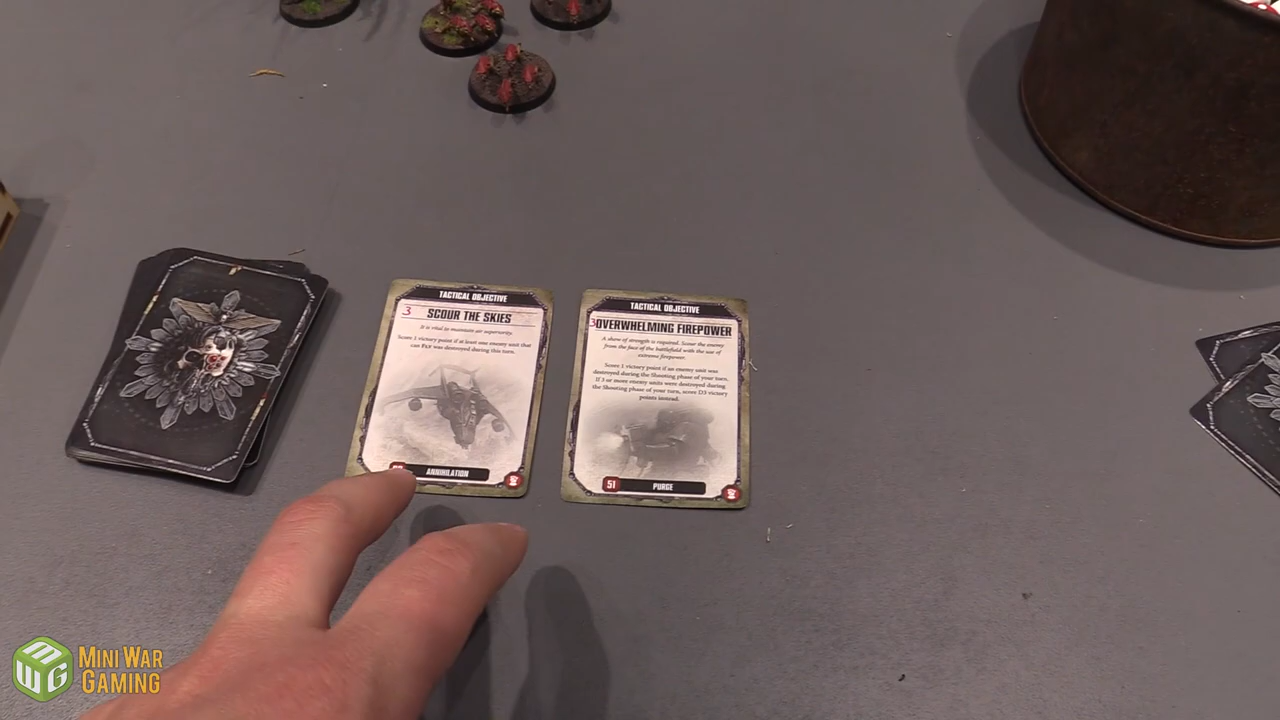 TACTICAL OBJECTIVE
3 SCOUR THE SKIES
It is vital to maintain air superiority.
Score 1 victory point if at least one enemy unit that
can FLY was destroyed during this turn.
ANNIHILATION
TACTICAL OBJECTIVE
3 OVERWHELMING FIREPOWER
A show of strength is required. Scour the enemy
from the face of the battlefield with the use of
extreme firepower.
Score 1 victory point if an enemy unit was
destroyed during the Shooting phase of your turn.
If 3 or more enemy units were destroyed during
the Shooting phase of your turn, score D3 victory
points instead.
51 PURGE
MWG
MINI WAR
GAMING